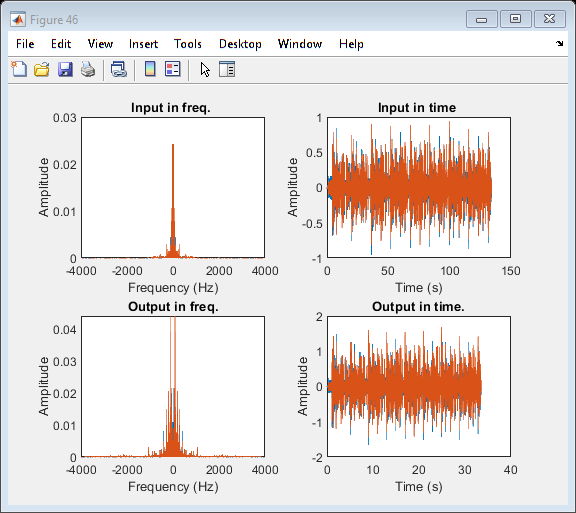 Figure 46
File Edit View Insert Tools Desktop Window Help
Input in freq.
0.03
0.02
0.01
0
Amplitude
-4000 -2000 0 2000 4000
Frequency (Hz)
Input in time
1
0.5
0
-0.5
-1
Amplitude
0 50 100 150
Time (s)
Output in freq.
0.04
0.03
0.02
0.01
0
Amplitude
-4000 -2000 0 2000 4000
Frequency (Hz)
Output in time.
2
1
0
-1
-2
Amplitude
0 10 20 30 40
Time (s)